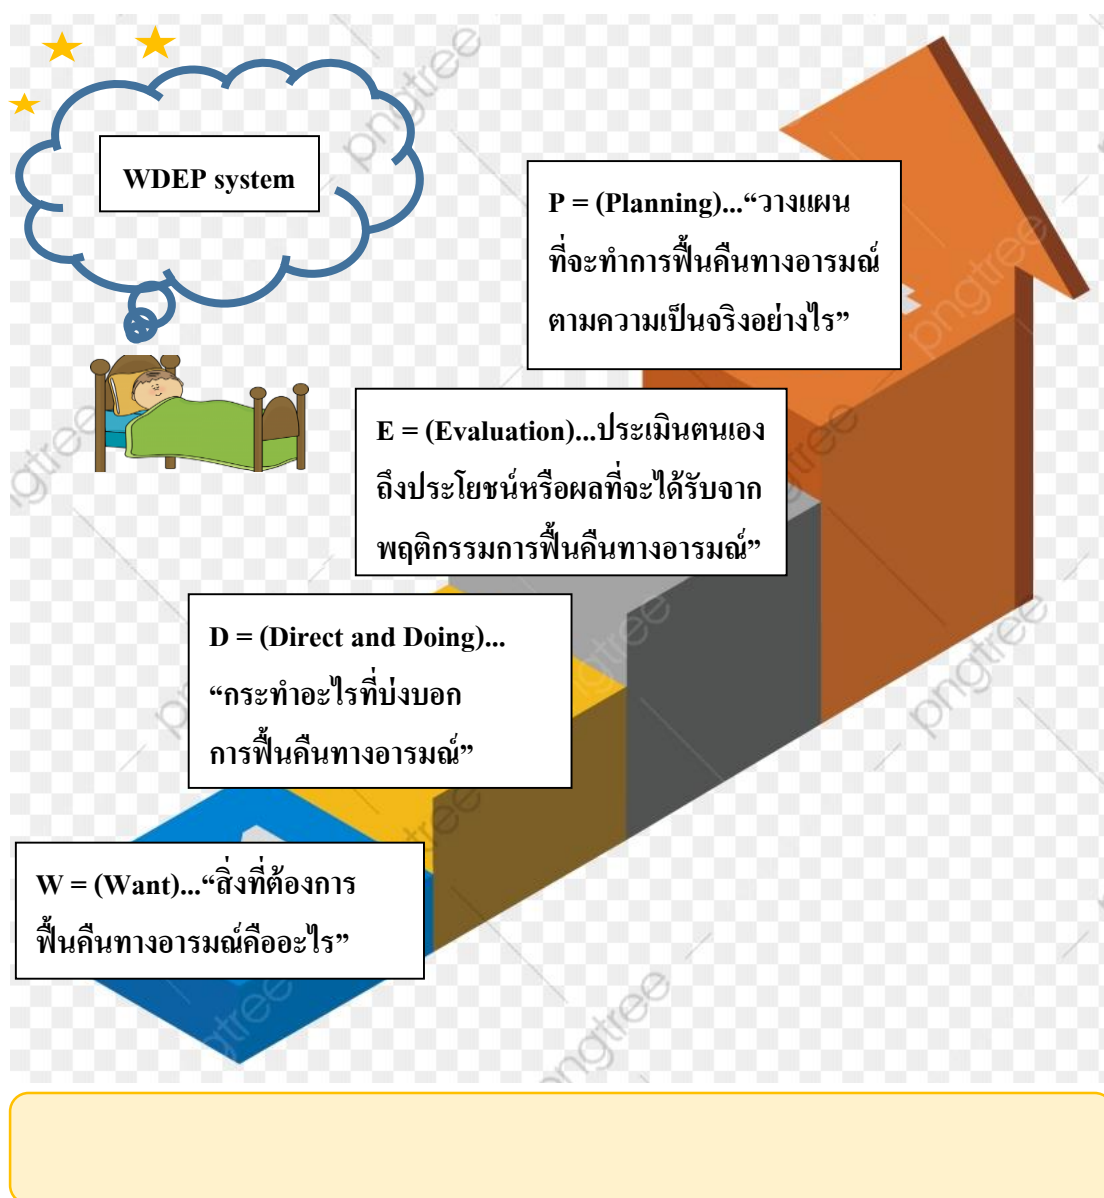 WDEP system
P = (Planning)...“วางแผน
ที่จะทำการฟื้นคืนทางอารมณ์
ตามความเป็นจริงอย่างไร”
E = (Evaluation)...ประเมินตนเอง
ถึงประโยชน์หรือผลที่จะได้รับจาก
พฤติกรรมการฟื้นคืนทางอารมณ์”
D = (Direct and Doing)...
“กระทำอะไรที่บ่งบอก
การฟื้นคืนทางอารมณ์”
W = (Want)...“สิ่งที่ต้องการ
ฟื้นคืนทางอารมณ์คืออะไร”
pngtree